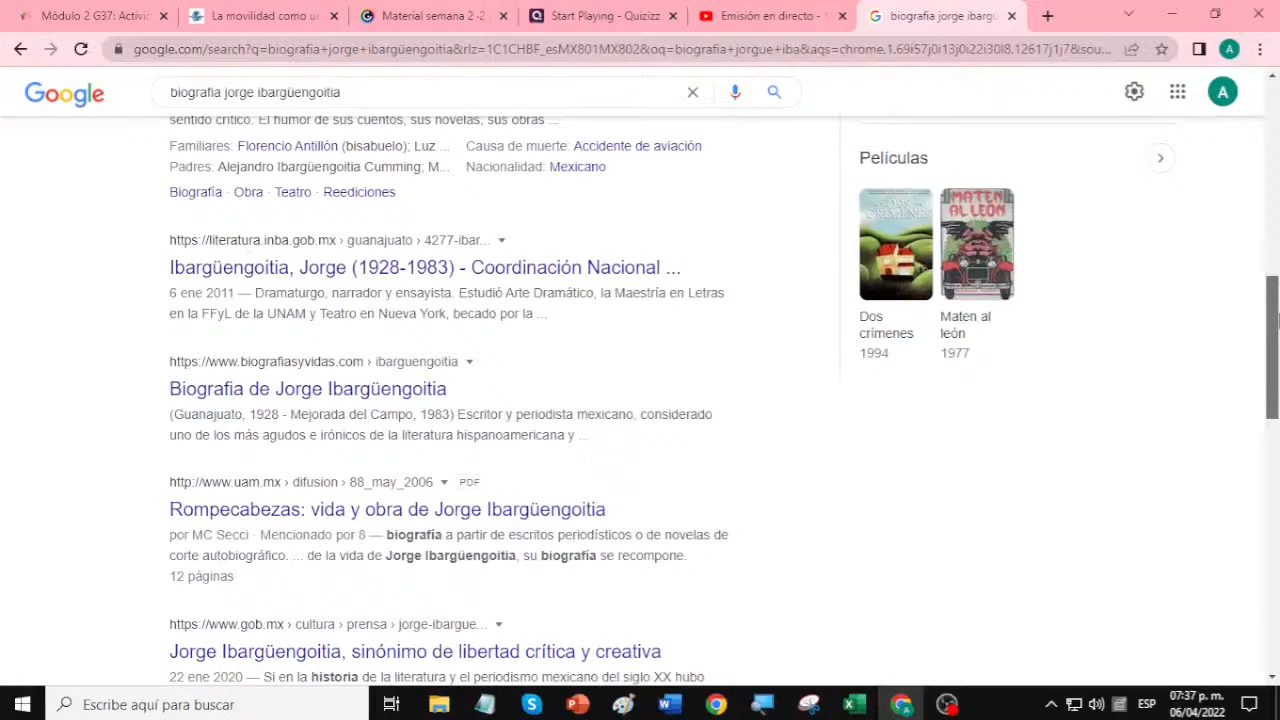 Módulo 2 G37: Activid
La movilidad como u
Material semana 2 -2
Start Playing - Quizizz
Emisión en directo -
biografia jorge ibargü
google.com/search?q=biografia+jorge+ibargüengoitia&rlz=1C1CHBF_esMX801MX802&oq=biografia+jorgue+iba&aqs=chrome.1.69i57j0i13j0i22i30l8.12617j1j7&sou...
A
Google
biografia jorge ibargüengoitia
A
sentido crítico. El humor de sus cuentos, sus novelas, sus obras ...
Familiares: Florencio Antillón (bisabuelo); Luz ... Causa de muerte: Accidente de aviación
Padres: Alejandro Ibargüengoitia Cumming; M... Nacionalidad: Mexicano
Biografía · Obra · Teatro · Reediciones
https://literatura.inba.gob.mx › guanajuato › 4277-ibar...
Ibargüengoitia, Jorge (1928-1983) - Coordinación Nacional ...
6 ene 2011 — Dramaturgo, narrador y ensayista. Estudió Arte Dramático, la Maestría en Letras
en la FFyL de la UNAM y Teatro en Nueva York, becado por la ...
https://www.biografiasyvidas.com › ibarguengoitia
Biografia de Jorge Ibargüengoitia
(Guanajuato, 1928 - Mejorada del Campo, 1983) Escritor y periodista mexicano, considerado
uno de los más agudos e irónicos de la literatura hispanoamericana y ...
http://www.uam.mx › difusion › 88_may_2006 PDF
Rompecabezas: vida y obra de Jorge Ibargüengoitia
por MC Secci · Mencionado por 8 — biografía a partir de escritos periodísticos o de novelas de
corte autobiográfico. ... de la vida de Jorge Ibargüengoitia, su biografía se recompone.
12 páginas
https://www.gob.mx › cultura › prensa › jorge-ibargue...
Jorge Ibargüengoitia, sinónimo de libertad crítica y creativa
22 ene 2020 — Si en la historia de la literatura y el periodismo mexicano del siglo XX hubo
Películas
DOS
CRÍMENES
MATEN
AL LEÓN
Dos
crímenes
1994
Maten al
león
1977
Escribe aquí para buscar
ESP
07:37 p. m.
06/04/2022